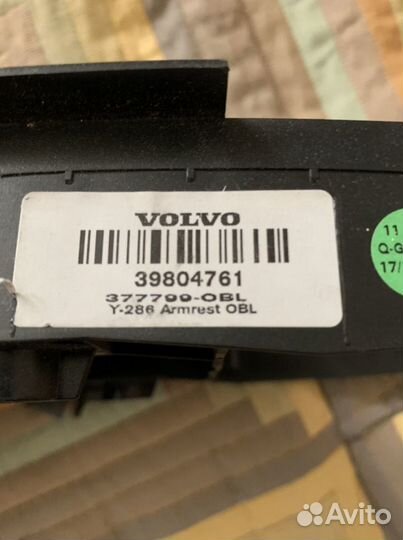 VOLVO
39804761
377799-OBL
Y-286 Armrest OBL
11
Q-G
17/
Avito